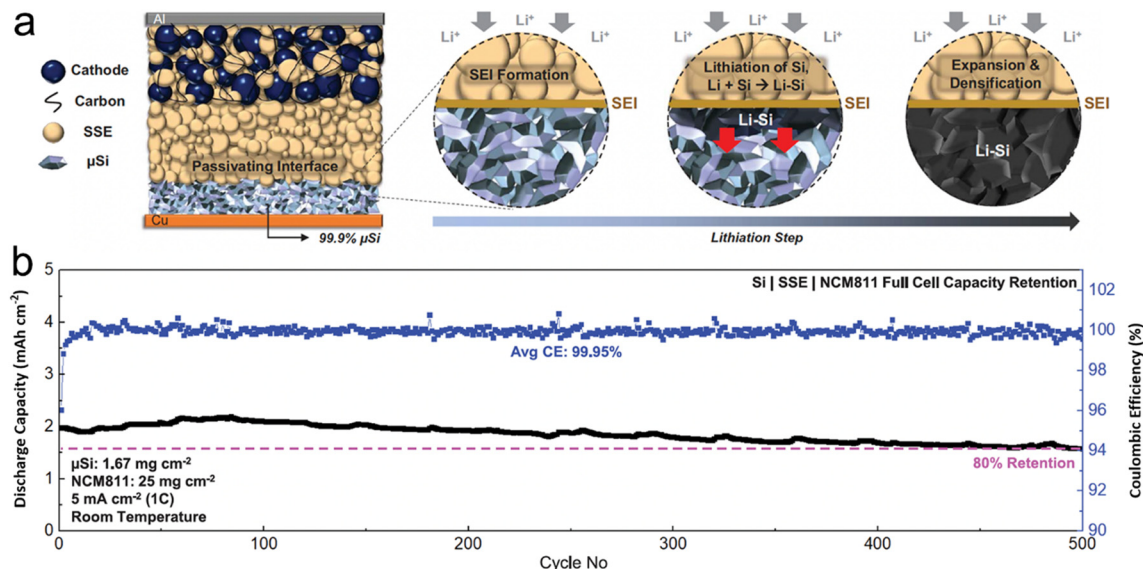 a
Al
Cathode
Carbon
SSE
μSi
Passivating Interface
Cu
99.9% μSi
Li⁺
Li⁺
Li⁺
SEI Formation
SEI
Li⁺
Li⁺
Li⁺
Lithiation of Si,
Li + Si → Li-Si
Li-Si
SEI
Li⁺
Li⁺
Li⁺
Expansion &
Densification
SEI
Li-Si
Lithiation Step
b
Si | SSE | NCM811 Full Cell Capacity Retention
Avg CE: 99.95%
80% Retention
μSi: 1.67 mg cm⁻²
NCM811: 25 mg cm⁻²
5 mA cm⁻² (1C)
Room Temperature
Discharge Capacity (mAh cm⁻²)
5
4
3
2
1
0
Coulombic Efficiency (%)
102
100
98
96
94
92
90
0 100 200 300 400 500
Cycle No